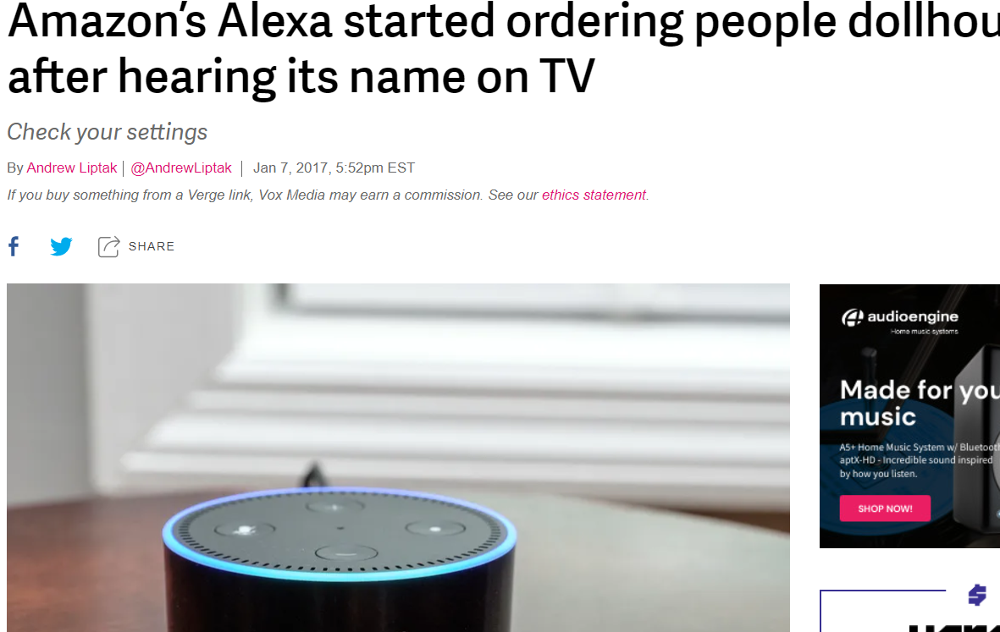 Amazon's Alexa started ordering people dollhou
after hearing its name on TV
Check your settings
By Andrew Liptak | @AndrewLiptak | Jan 7, 2017, 5:52pm EST
If you buy something from a Verge link, Vox Media may earn a commission. See our ethics statement.
SHARE
audioengine
Home music systems
Made for you
music
A5+ Home Music System w/ Bluetooth
aptX-HD - Incredible sound inspired
by how you listen.
SHOP NOW!